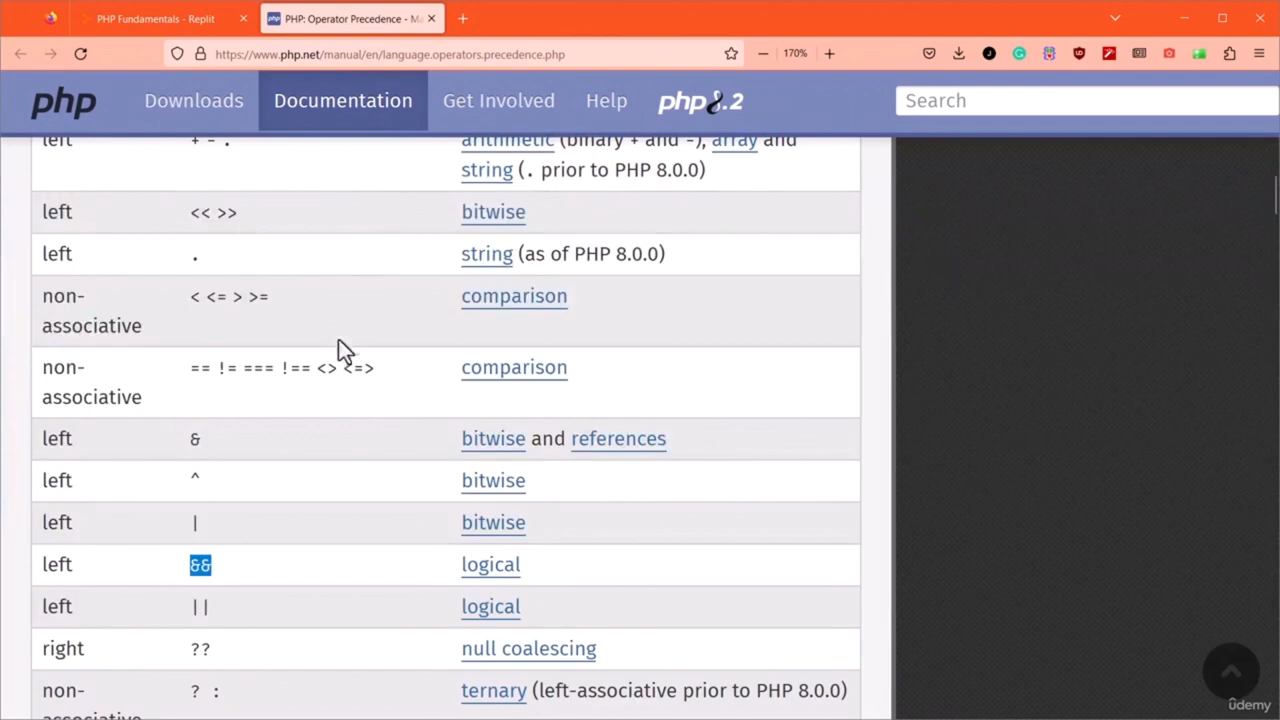 PHP Fundamentals - Replit
PHP: Operator Precedence - Ma
https://www.php.net/manual/en/language.operators.precedence.php
170%
php
Downloads
Documentation
Get Involved
Help
php8.2
Search
left + - . arithmetic (binary + and -), array and
string (. prior to PHP 8.0.0)
left << >> bitwise
left . string (as of PHP 8.0.0)
non- < <= > >= comparison
associative
non- == != === !== <> <=> comparison
associative
left & bitwise and references
left ^ bitwise
left | bitwise
left && logical
left || logical
right ?? null coalescing
non- ? : ternary (left-associative prior to PHP 8.0.0)
associative
ûdemy